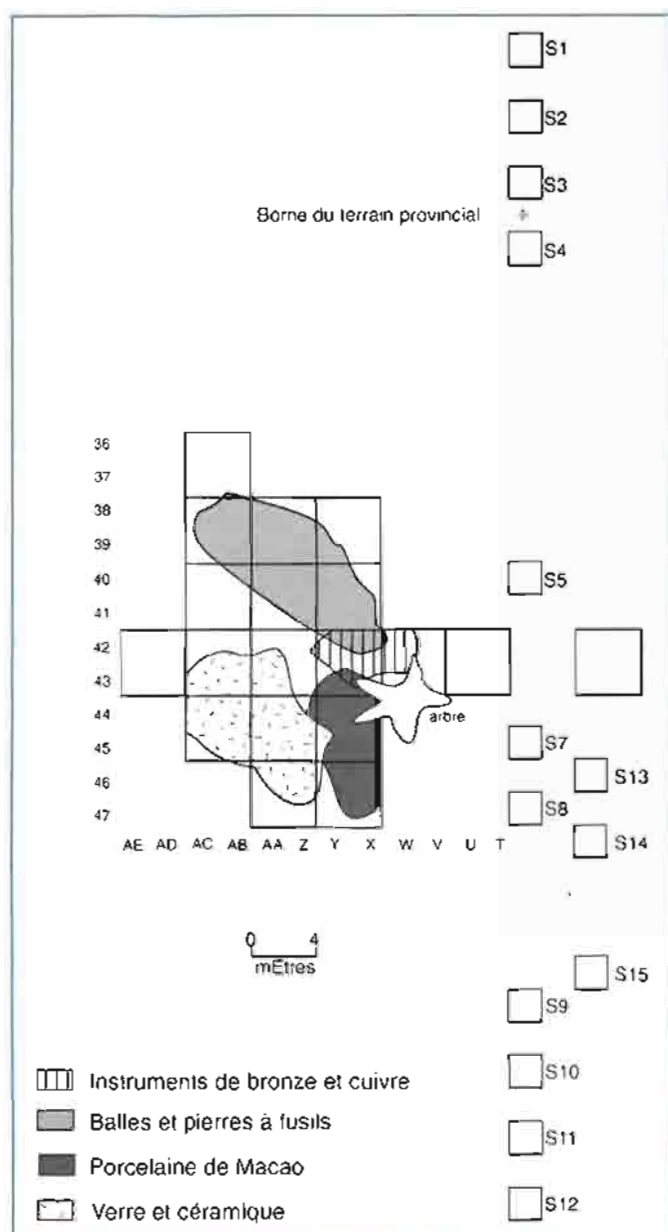 S1
S2
S3
Borne du terrain provincial
S4
36
37
38
39
40
S5
41
42
43
44
arbre
45
S7
S13
46
S8
47
AE AD AC AB AA Z Y X W V U T
S14
0 4
mEtres
S15
S9
Instruments de bronze et cuivre
S10
Balles et pierres à fusils
S11
Porcelaine de Macao
Verre et céramique
S12